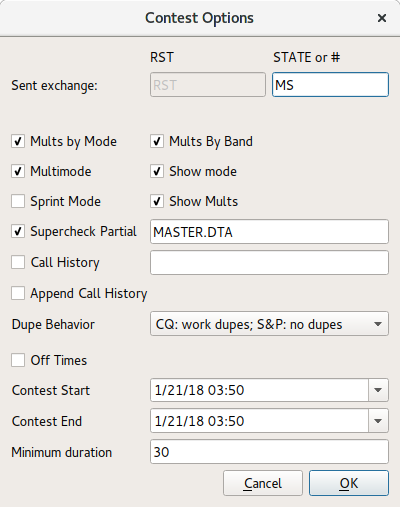 Contest Options
RST STATE or #
Sent exchange: RST MS
Mults by Mode Mults By Band
Multimode Show mode
Sprint Mode Show Mults
Supercheck Partial MASTER.DTA
Call History
Append Call History
Dupe Behavior CQ: work dupes; S&P: no dupes
Off Times
Contest Start 1/21/18 03:50
Contest End 1/21/18 03:50
Minimum duration 30
Cancel OK